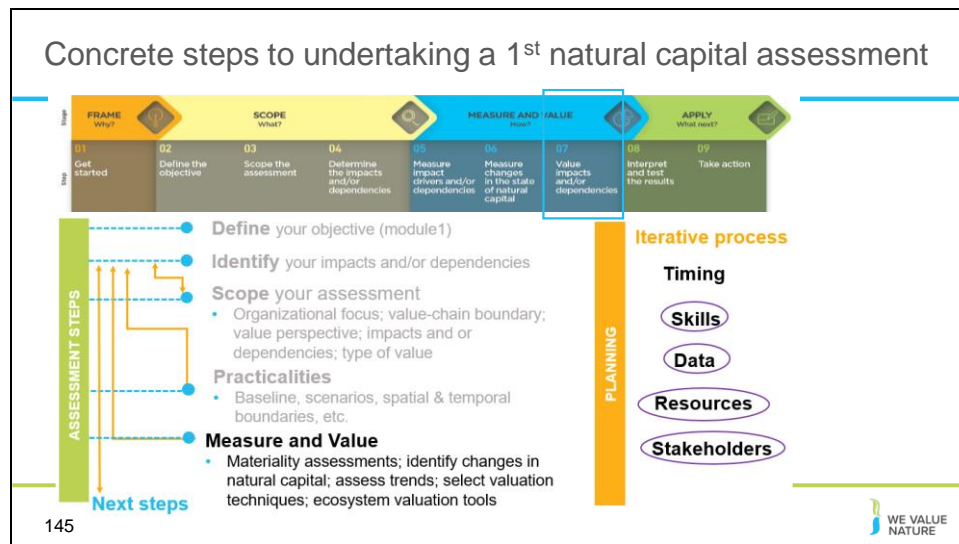 Concrete steps to undertaking a 1st natural capital assessment
Stage
FRAME
Why?
SCOPE
What?
MEASURE AND VALUE
How?
APPLY
What next?
Step
01
Get
started
02
Define the
objective
03
Scope the
assessment
04
Determine
the impacts
and/or
dependencies
05
Measure
impact
drivers and/or
dependencies
06
Measure
changes
in the state
of natural
capital
07
Value
impacts
and/or
dependencies
08
Interpret
and test
the results
09
Take action
ASSESSMENT STEPS
Define your objective (module1)
Identify your impacts and/or dependencies
Scope your assessment
• Organizational focus; value-chain boundary;
value perspective; impacts and or
dependencies; type of value
Practicalities
• Baseline, scenarios, spatial & temporal
boundaries, etc.
Measure and Value
• Materiality assessments; identify changes in
natural capital; assess trends; select valuation
techniques; ecosystem valuation tools
Next steps
PLANNING
Iterative process
Timing
Skills
Data
Resources
Stakeholders
145
WE VALUE
NATURE